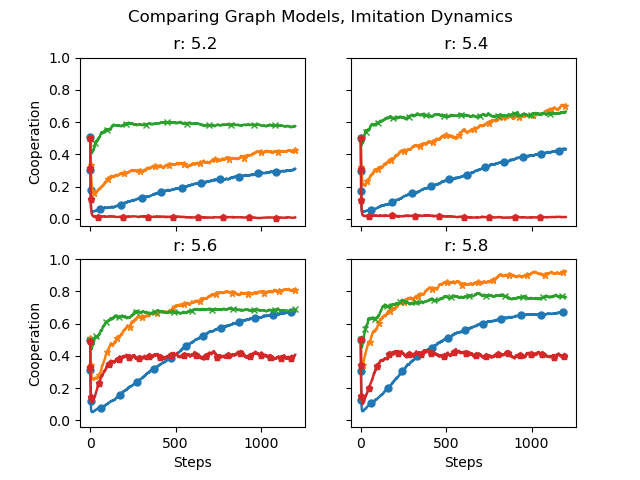 Comparing Graph Models, Imitation Dynamics
r: 5.2
r: 5.4
1.0
0.8
0.6
0.4
0.2
0.0
Cooperation
r: 5.6
r: 5.8
1.0
0.8
0.6
0.4
0.2
0.0
Cooperation
0 500 1000
0 500 1000
Steps
Steps